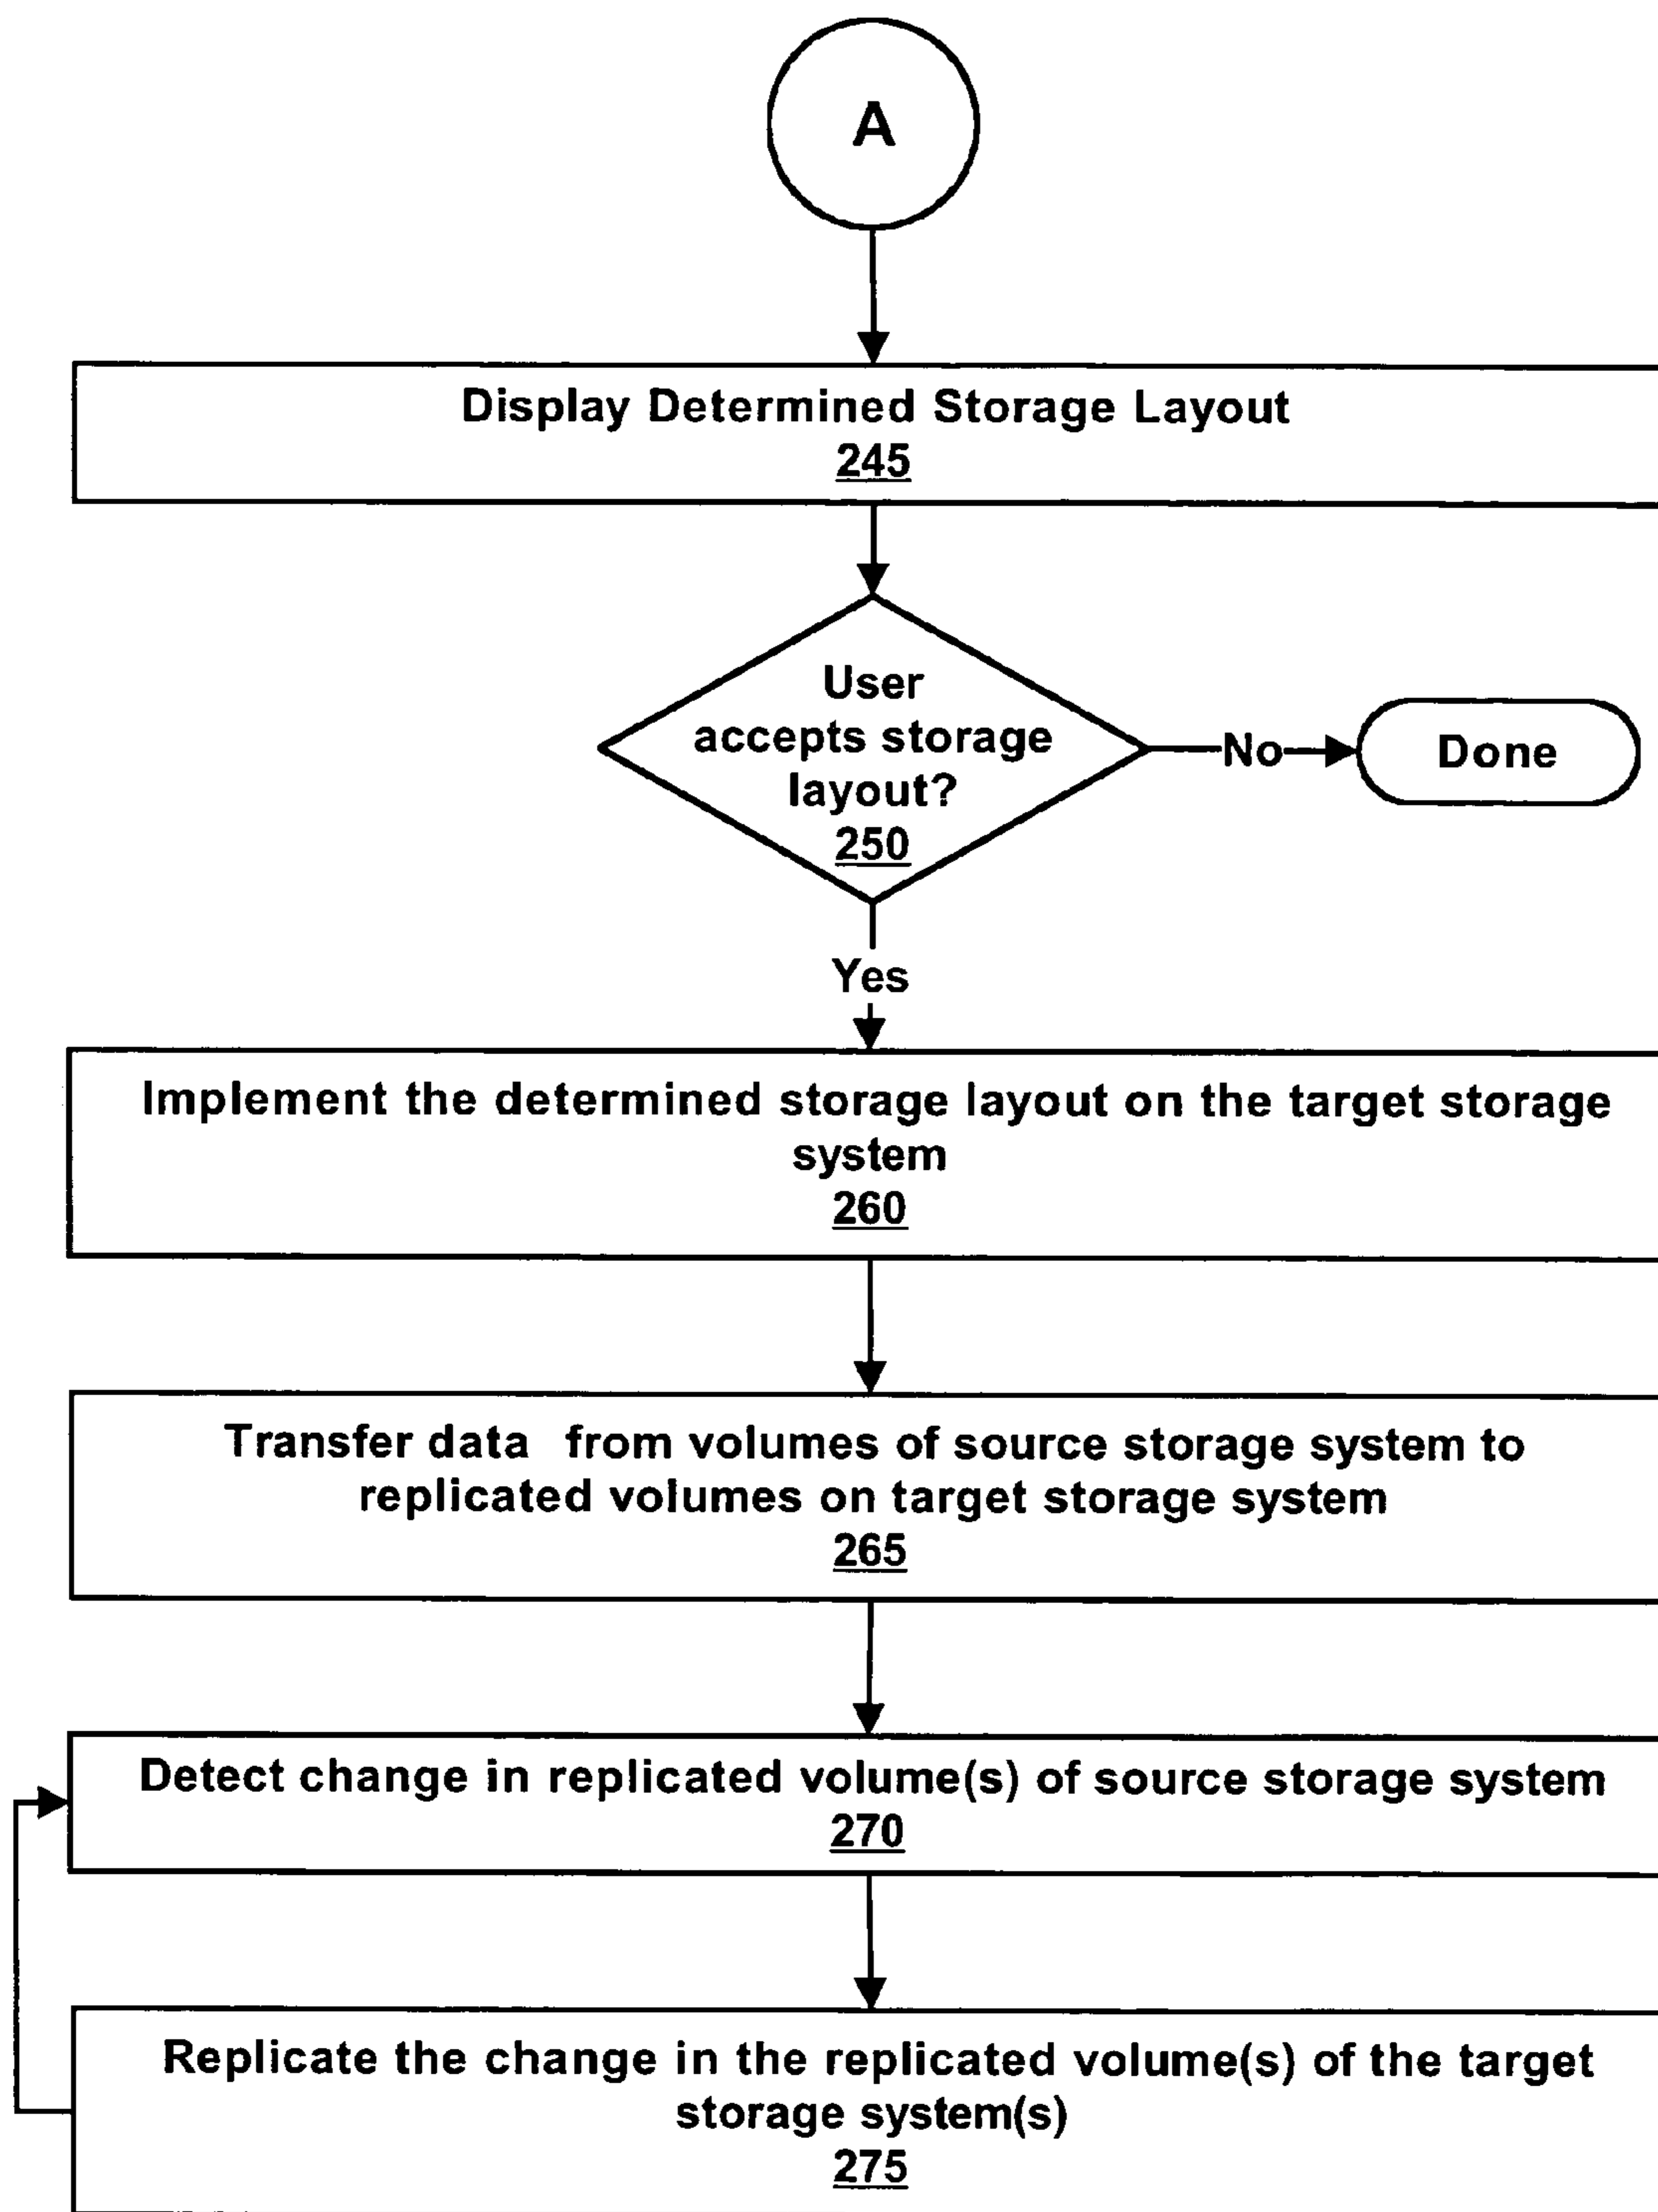 A
Display Determined Storage Layout
245
User
accepts storage
layout?
250
No
Done
Yes
Implement the determined storage layout on the target storage
system
260
Transfer data from volumes of source storage system to
replicated volumes on target storage system
265
Detect change in replicated volume(s) of source storage system
270
Replicate the change in the replicated volume(s) of the target
storage system(s)
275